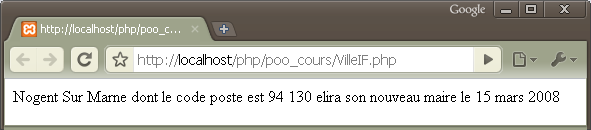 Google
http://localhost/php/poo_c...
http://localhost/php/poo_cours/VilleIF.php
Nogent Sur Marne dont le code poste est 94 130 elira son nouveau maire le 15 mars 2008